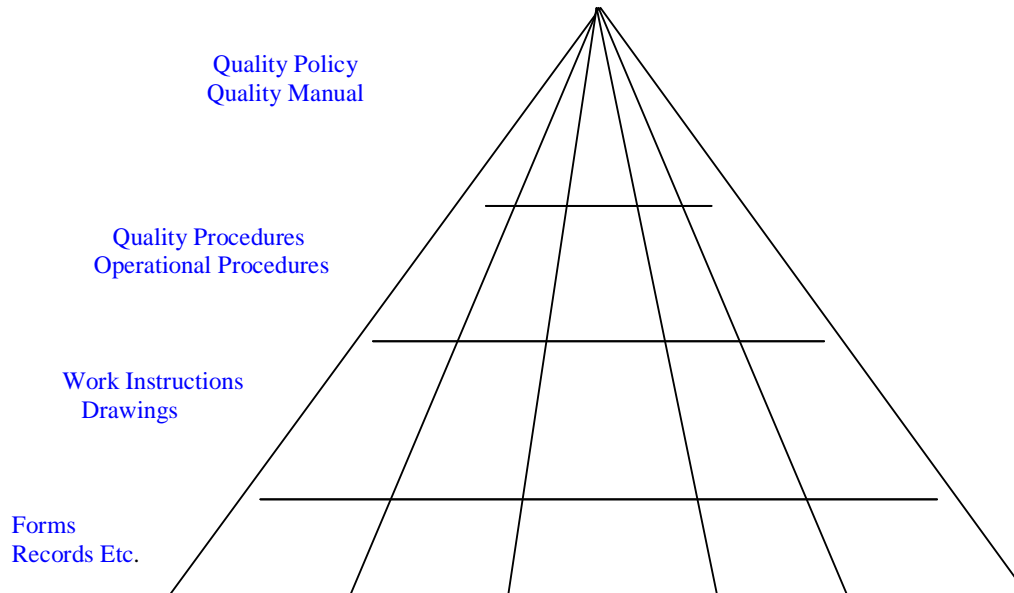 Quality Policy
Quality Manual
Quality Procedures
Operational Procedures
Work Instructions
Drawings
Forms
Records Etc.